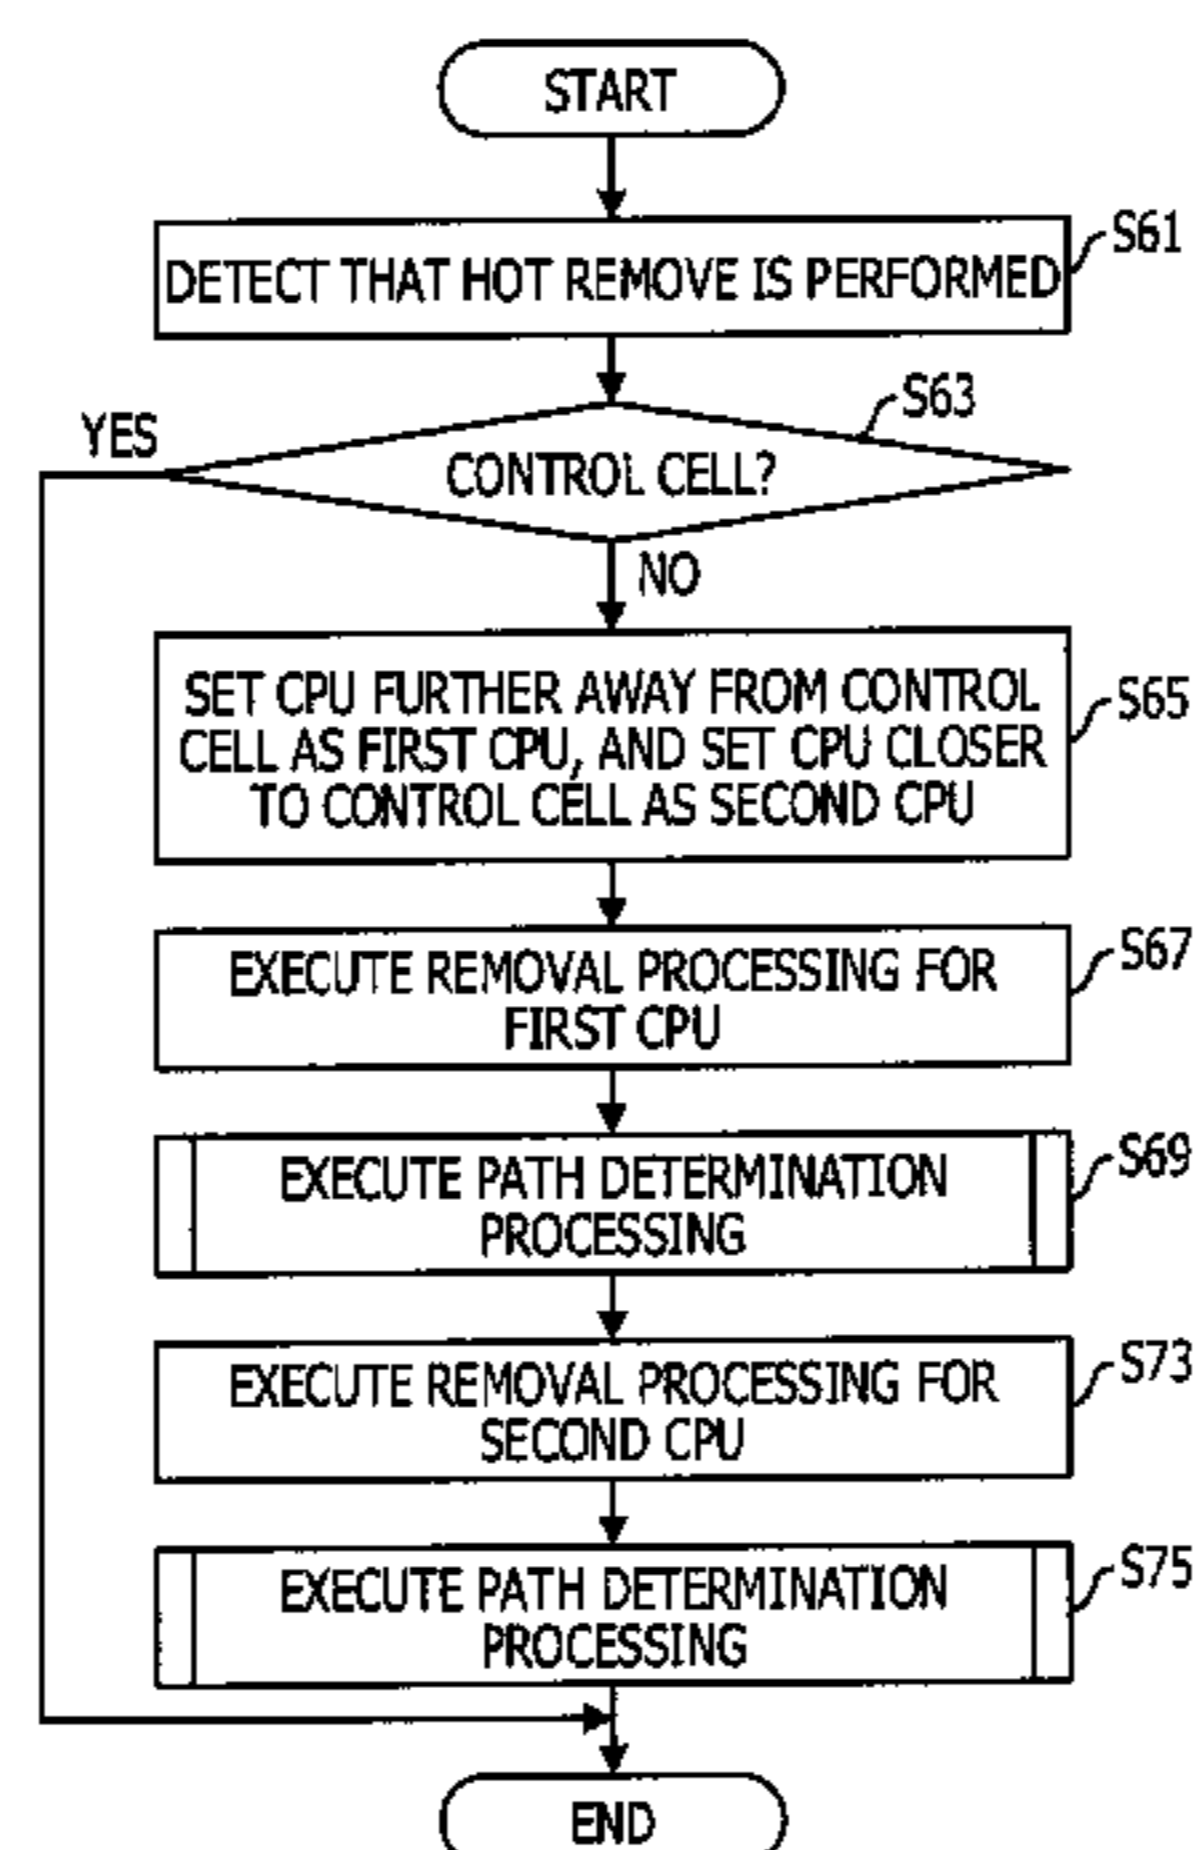 START
DETECT THAT HOT REMOVE IS PERFORMED
S61
S63
YES
CONTROL CELL?
NO
SET CPU FURTHER AWAY FROM CONTROL
CELL AS FIRST CPU, AND SET CPU CLOSER
TO CONTROL CELL AS SECOND CPU
S65
EXECUTE REMOVAL PROCESSING FOR
FIRST CPU
S67
EXECUTE PATH DETERMINATION
PROCESSING
S69
EXECUTE REMOVAL PROCESSING FOR
SECOND CPU
S73
EXECUTE PATH DETERMINATION
PROCESSING
S75
END